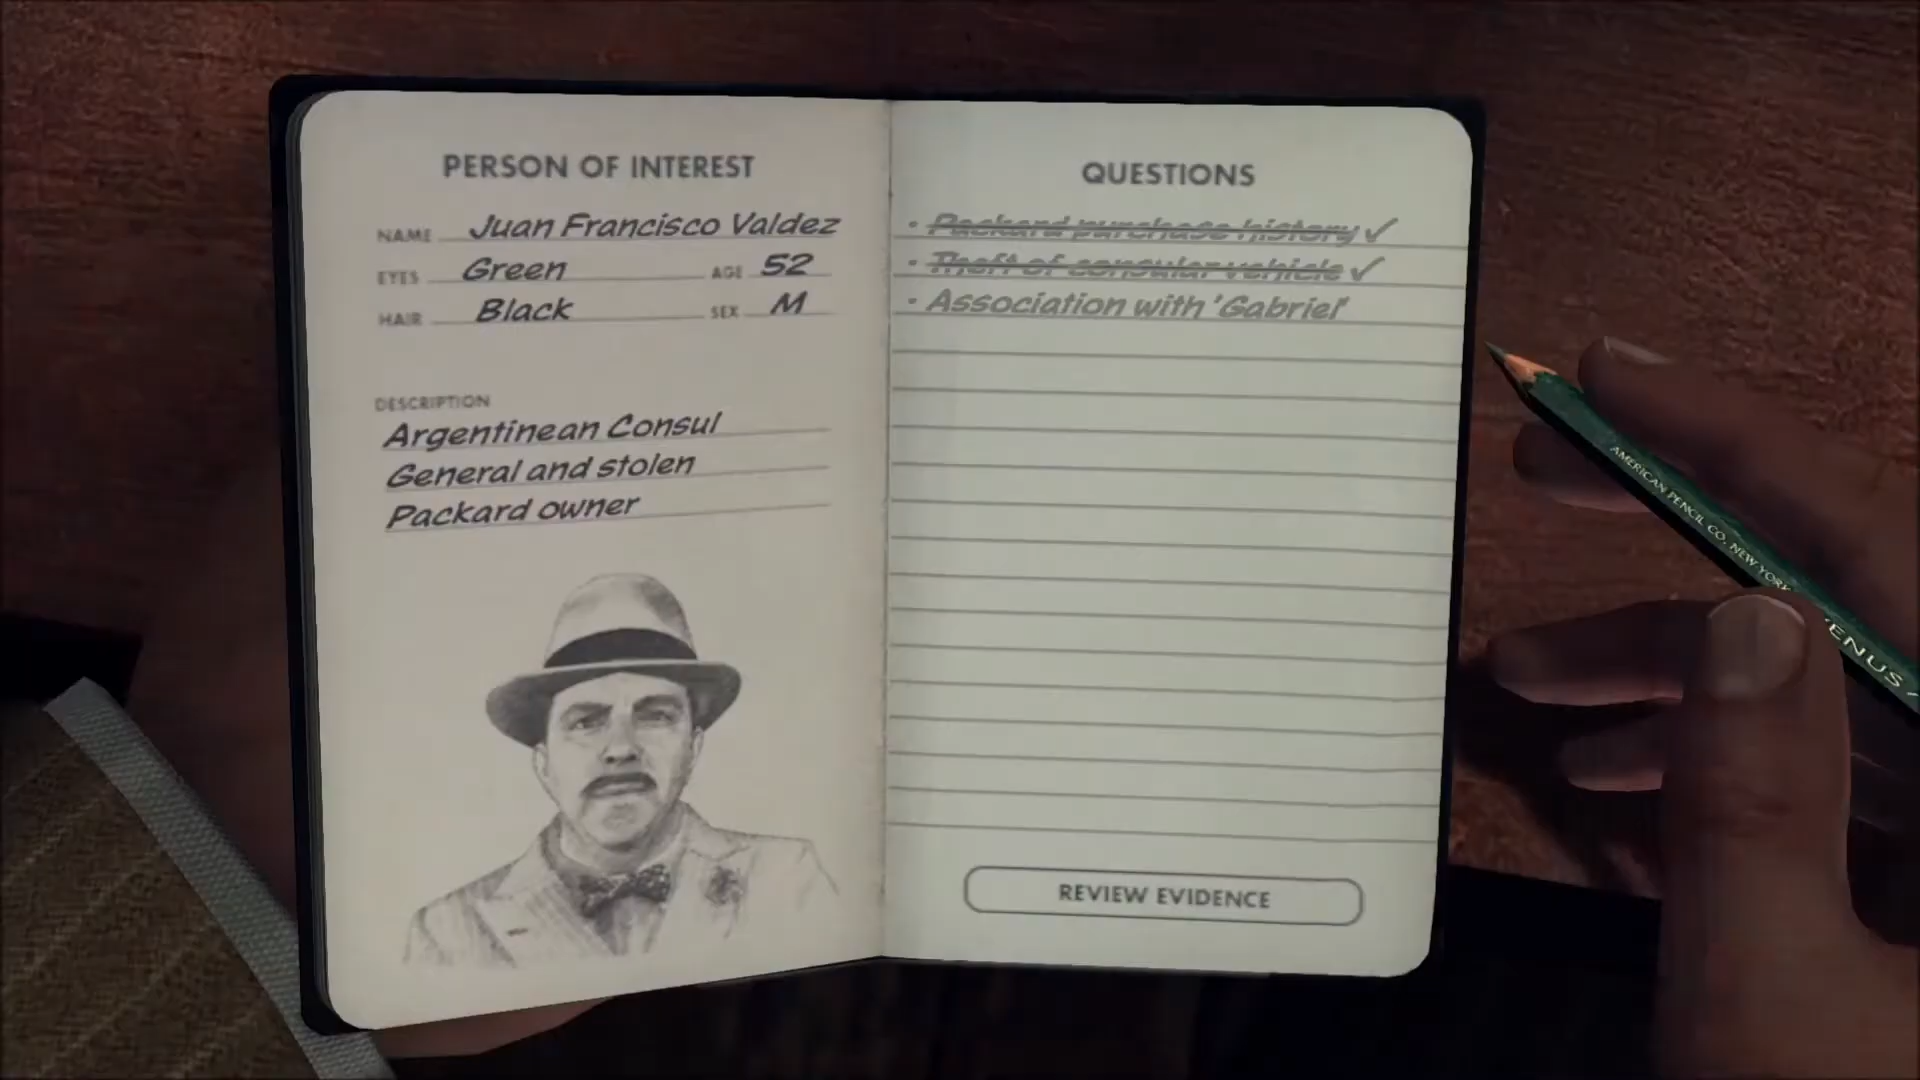 PERSON OF INTEREST
NAME Juan Francisco Valdez
EYES Green AGE 52
HAIR Black SEX M
DESCRIPTION
Argentinean Consul
General and stolen
Packard owner
QUESTIONS
· Packard purchase history ✓
· Theft of consular vehicle ✓
· Association with 'Gabriel'
REVIEW EVIDENCE
AMERICAN PENCIL CO. NEW YORK